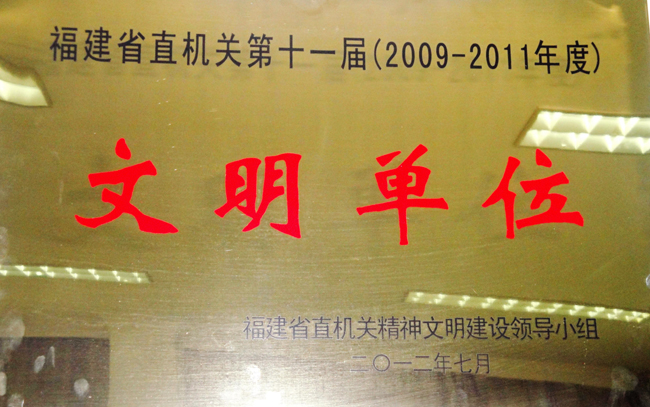 福建省直机关第十一届(2009-2011年度)
文明单位
福建省直机关精神文明建设领导小组
二〇一二年七月